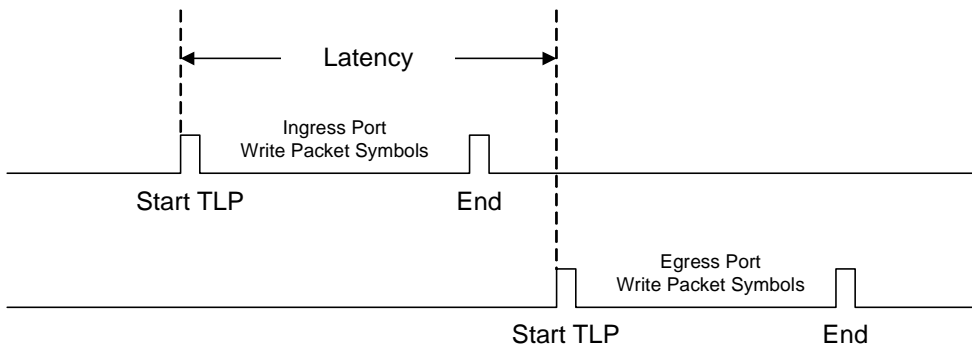 Latency
Ingress Port
Write Packet Symbols
Start TLP
End
Egress Port
Write Packet Symbols
Start TLP
End